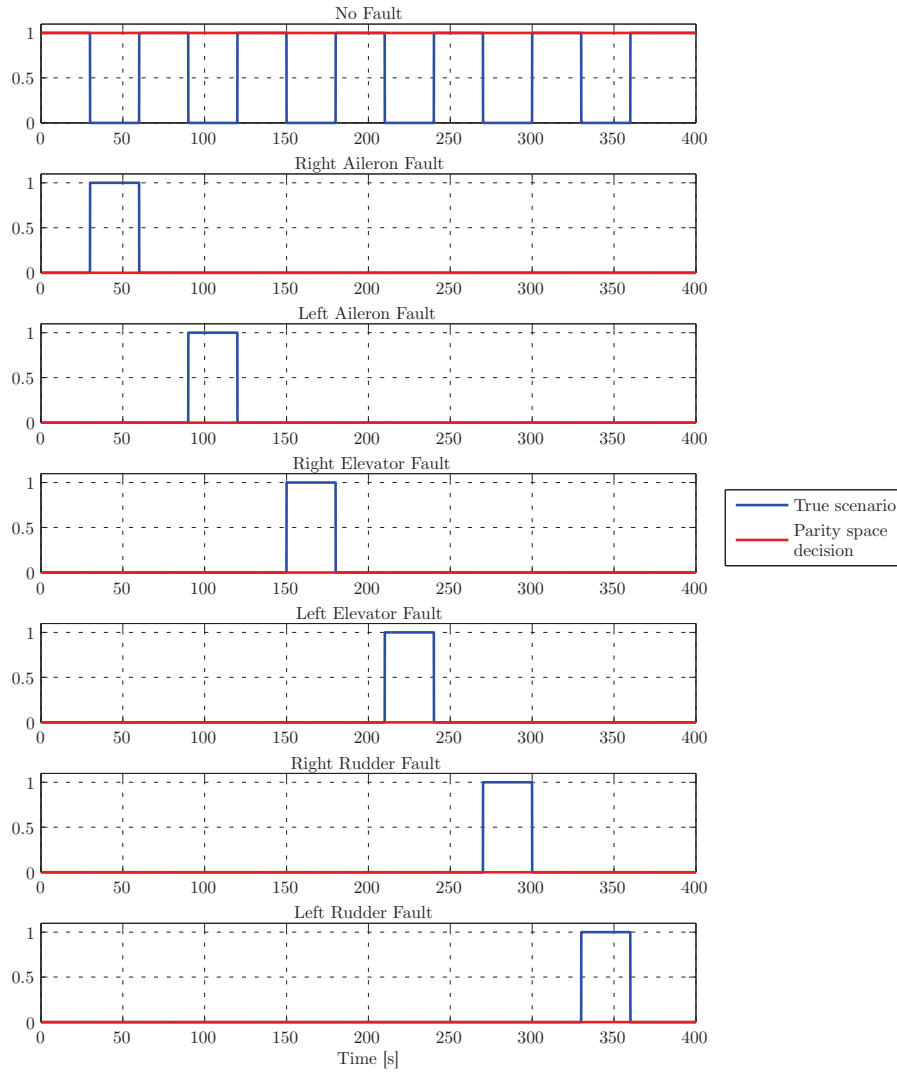 No Fault
1
0.5
0
0 50 100 150 200 250 300 350 400
Right Aileron Fault
1
0.5
0
0 50 100 150 200 250 300 350 400
Left Aileron Fault
1
0.5
0
0 50 100 150 200 250 300 350 400
Right Elevator Fault
1
0.5
0
0 50 100 150 200 250 300 350 400
True scenario
Parity space
decision
Left Elevator Fault
1
0.5
0
0 50 100 150 200 250 300 350 400
Right Rudder Fault
1
0.5
0
0 50 100 150 200 250 300 350 400
Left Rudder Fault
1
0.5
0
0 50 100 150 200 250 300 350 400
Time [s]